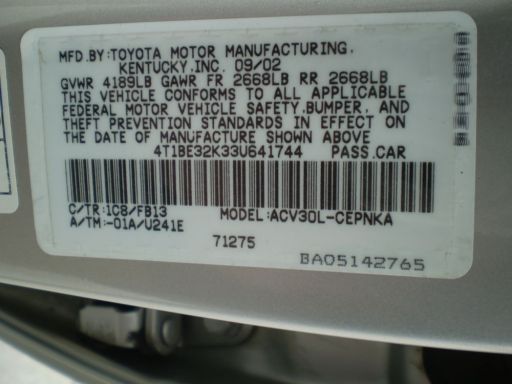 MFD.BY:TOYOTA MOTOR MANUFACTURING,
KENTUCKY,INC. 09/02
GVWR 4189LB GAWR FR 2668LB RR 2668LB
THIS VEHICLE CONFORMS TO ALL APPLICABLE
FEDERAL MOTOR VEHICLE SAFETY,BUMPER, AND
THEFT PREVENTION STANDARDS IN EFFECT ON
THE DATE OF MANUFACTURE SHOWN ABOVE
4T1BE32K33U641744 PASS.CAR
C/TR:1C8/FB13 MODEL:ACV30L-CEPNKA
A/TM:-01A/U241E
71275
BA05142765